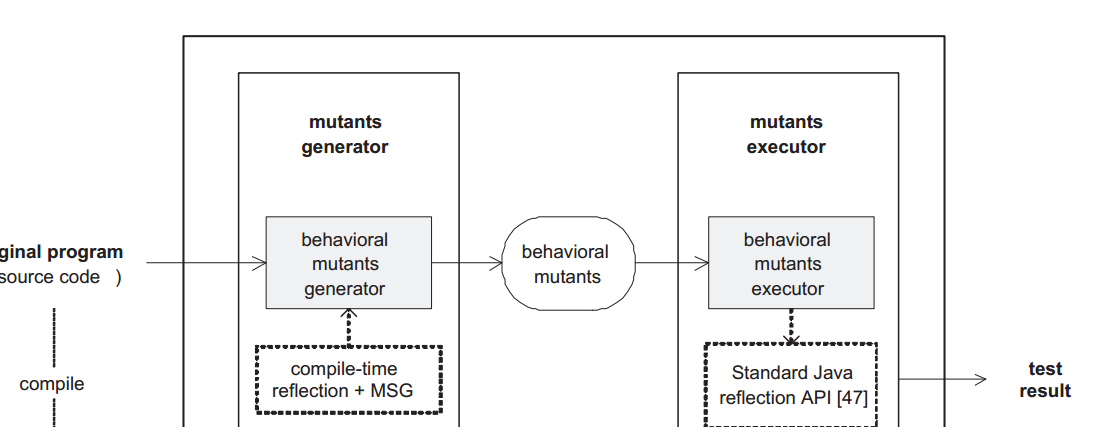 mutants
generator
mutants
executor
ginal program
source code )
behavioral
mutants
generator
behavioral
mutants
behavioral
mutants
executor
compile-time
reflection + MSG
Standard Java
reflection API [47]
compile
test
result